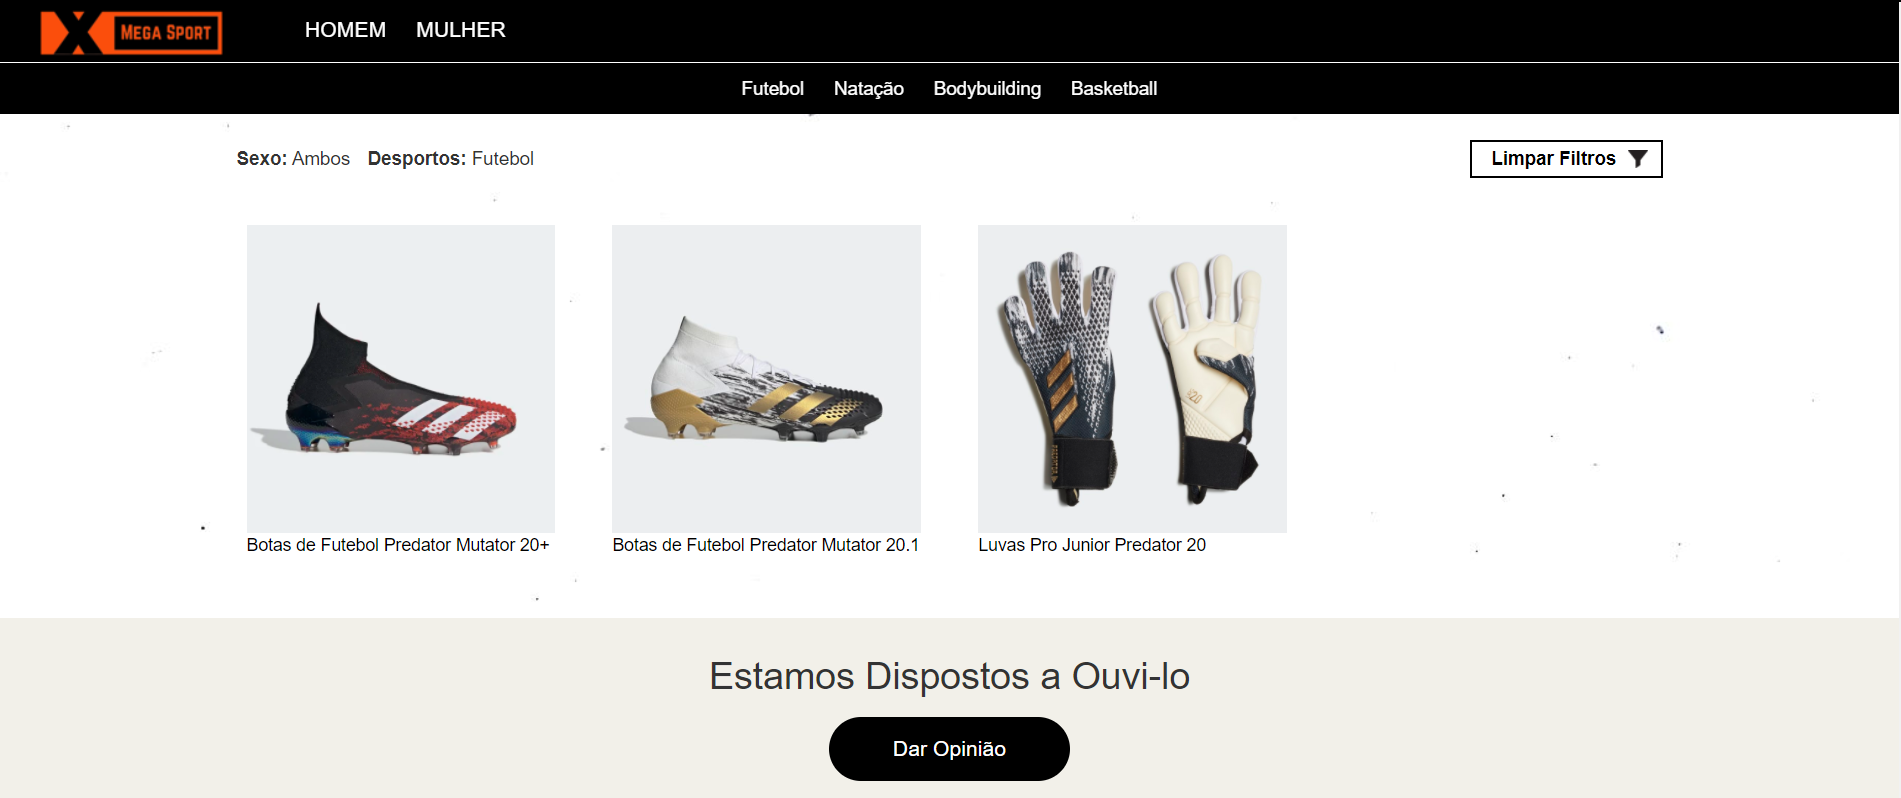 MEGA SPORT
HOMEM MULHER
Futebol Natação Bodybuilding Basketball
Sexo: Ambos Desportos: Futebol
Limpar Filtros
20
Botas de Futebol Predator Mutator 20+
Botas de Futebol Predator Mutator 20.1
Luvas Pro Junior Predator 20
Estamos Dispostos a Ouvi-lo
Dar Opinião